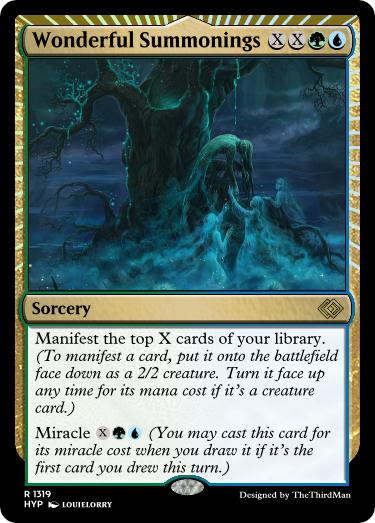 Wonderful Summonings X X
Sorcery
Manifest the top X cards of your library.
(To manifest a card, put it onto the battlefield
face down as a 2/2 creature. Turn it face up
any time for its mana cost if it's a creature
card.)
Miracle X (You may cast this card for
its miracle cost when you draw it if it's the
first card you drew this turn.)
R 1319
HYP LOUIELORRY
Designed by TheThirdMan